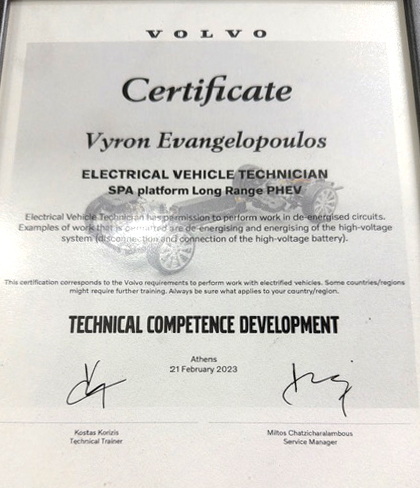 VOLVO
Certificate
Vyron Evangelopoulos
ELECTRICAL VEHICLE TECHNICIAN
SPA platform Long Range PHEV
Electrical Vehicle Technician has permission to perform work in de-energised circuits.
Examples of work that is permitted are de-energising and energising of the high-voltage
system (disconnection and connection of the high-voltage battery).
This certification corresponds to the Volvo requirements to perform work with electrified vehicles. Some countries/regions
might require further training. Always be sure what applies to your country/region.
TECHNICAL COMPETENCE DEVELOPMENT
Athens
21 February 2023
Kostas Korizis
Technical Trainer
Miltos Chatzicharalambous
Service Manager